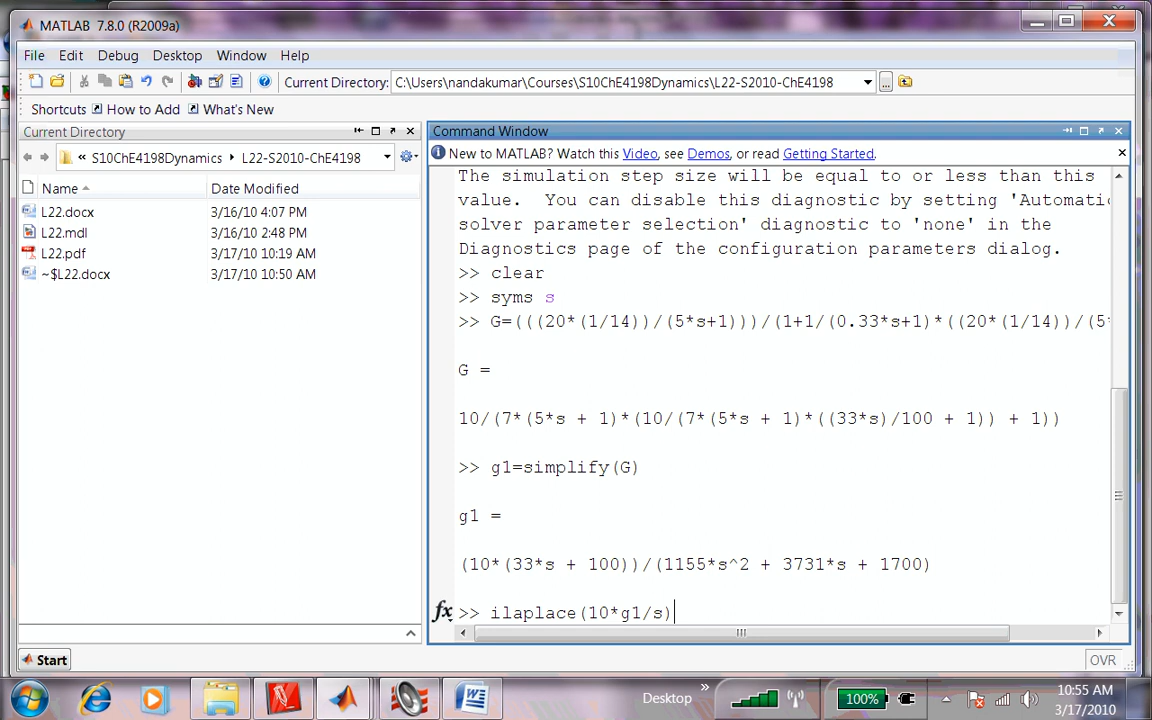 MATLAB 7.8.0 (R2009a)
File Edit Debug Desktop Window Help
Current Directory: C:\Users\nandakumar\Courses\S10ChE4198Dynamics\L22-S2010-ChE4198 ...
Shortcuts How to Add What's New
Current Directory
« S10ChE4198Dynamics L22-S2010-ChE4198
Name Date Modified
L22.docx 3/16/10 4:07 PM
L22.mdl 3/16/10 2:48 PM
L22.pdf 3/17/10 10:19 AM
~$L22.docx 3/17/10 10:50 AM
Command Window
New to MATLAB? Watch this Video, see Demos, or read Getting Started.
The simulation step size will be equal to or less than this
value. You can disable this diagnostic by setting 'Automatic
solver parameter selection' diagnostic to 'none' in the
Diagnostics page of the configuration parameters dialog.
>> clear
>> syms s
>> G=(((20*(1/14))/(5*s+1)))/(1+1/(0.33*s+1)*((20*(1/14))/(5*
G =
10/(7*(5*s + 1)*(10/(7*(5*s + 1)*((33*s)/100 + 1)) + 1))
>> g1=simplify(G)
g1 =
(10*(33*s + 100))/(1155*s^2 + 3731*s + 1700)
fx >> ilaplace(10*g1/s)
Start OVR
Desktop » 100% 10:55 AM
3/17/2010